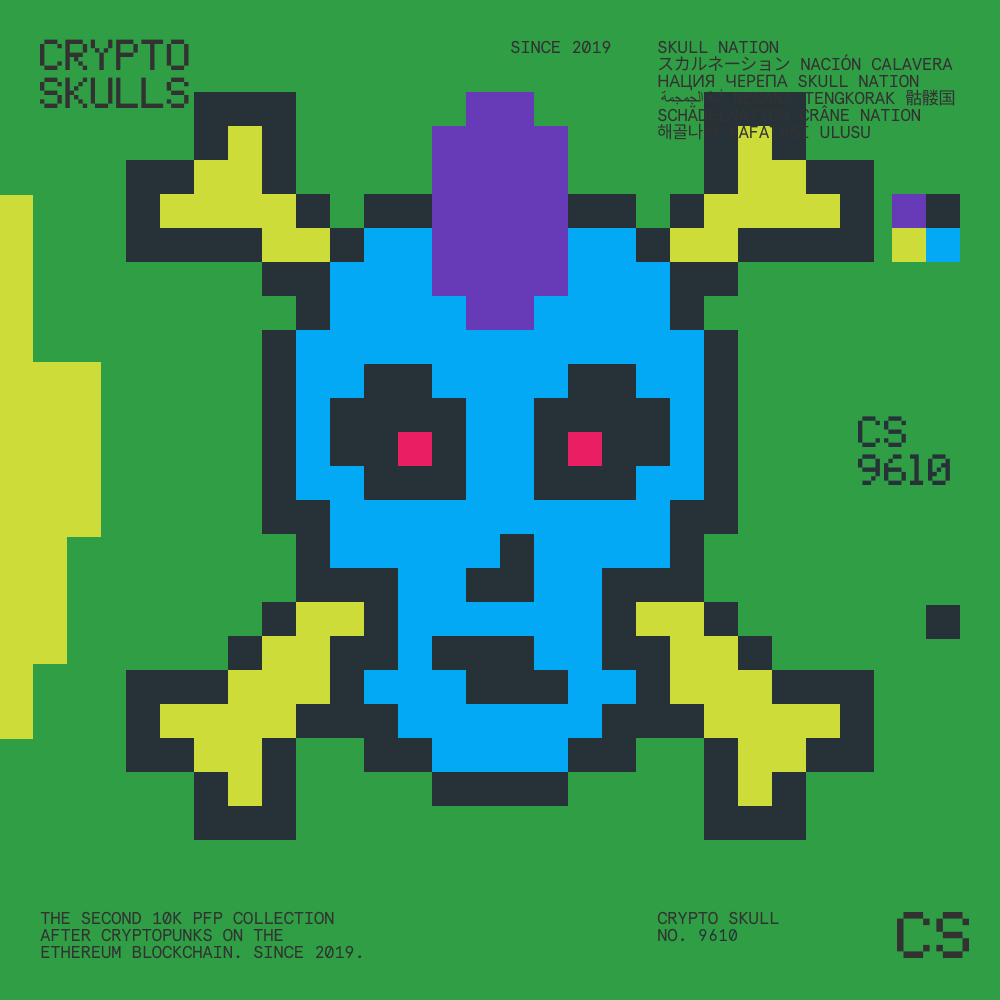 CRYPTO
SKULLS
SINCE 2019
SKULL NATION
スカルネーション NACIÓN CALAVERA
НАЦИЯ ЧЕРЕПА SKULL NATION
TENGKORAK 骷髅国
CRÂNE NATION
ULUSU
CS
9610
THE SECOND 10K PFP COLLECTION
AFTER CRYPTOPUNKS ON THE
ETHEREUM BLOCKCHAIN. SINCE 2019.
CRYPTO SKULL
NO. 9610
CS